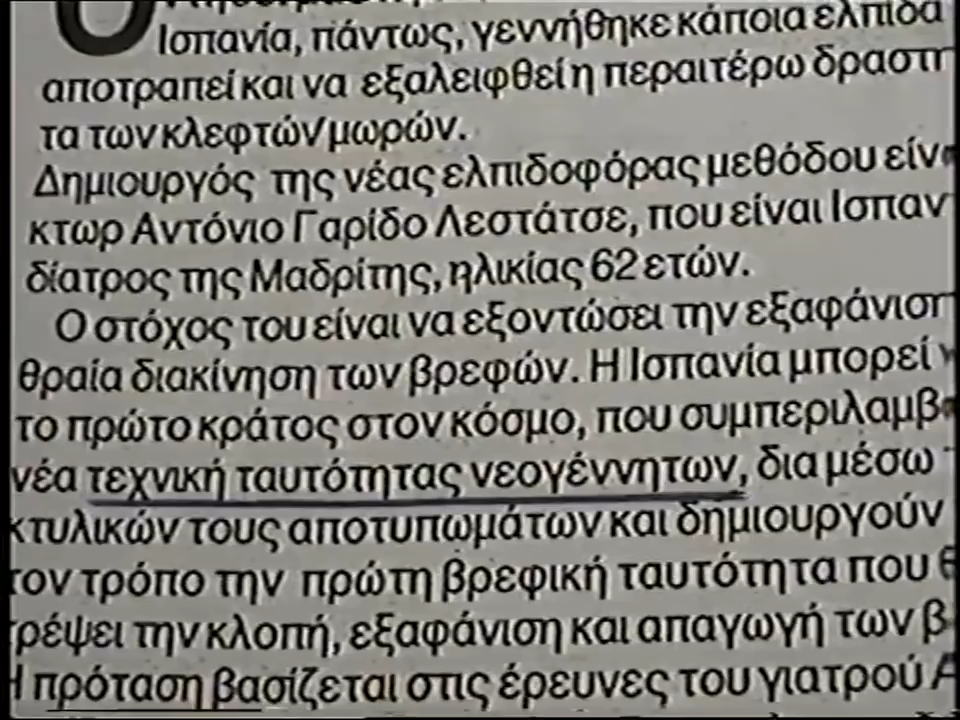 Ισπανία, πάντως, γεννήθηκε κάποια ελπίδα
αποτραπεί και να εξαλειφθεί η περαιτέρω δραστη
τα των κλεφτών μωρών.
Δημιουργός της νέας ελπιδοφόρας μεθόδου είν
κτωρ Αντόνιο Γαρίδο Λεστάτσε, που είναι Ισπαν
δίατρος της Μαδρίτης, ηλικίας 62 ετών.
Ο στόχος του είναι να εξοντώσει την εξαφάνιση
θραία διακίνηση των βρεφών. Η Ισπανία μπορεί ν
το πρώτο κράτος στον κόσμο, που συμπεριλαμβ
νέα τεχνική ταυτότητας νεογέννητων, δια μέσω
κτυλικών τους αποτυπωμάτων και δημιουργούν
τον τρόπο την πρώτη βρεφική ταυτότητα που θ
τρέψει την κλοπή, εξαφάνιση και απαγωγή των β
Η πρόταση βασίζεται στις έρευνες του γιατρού Α